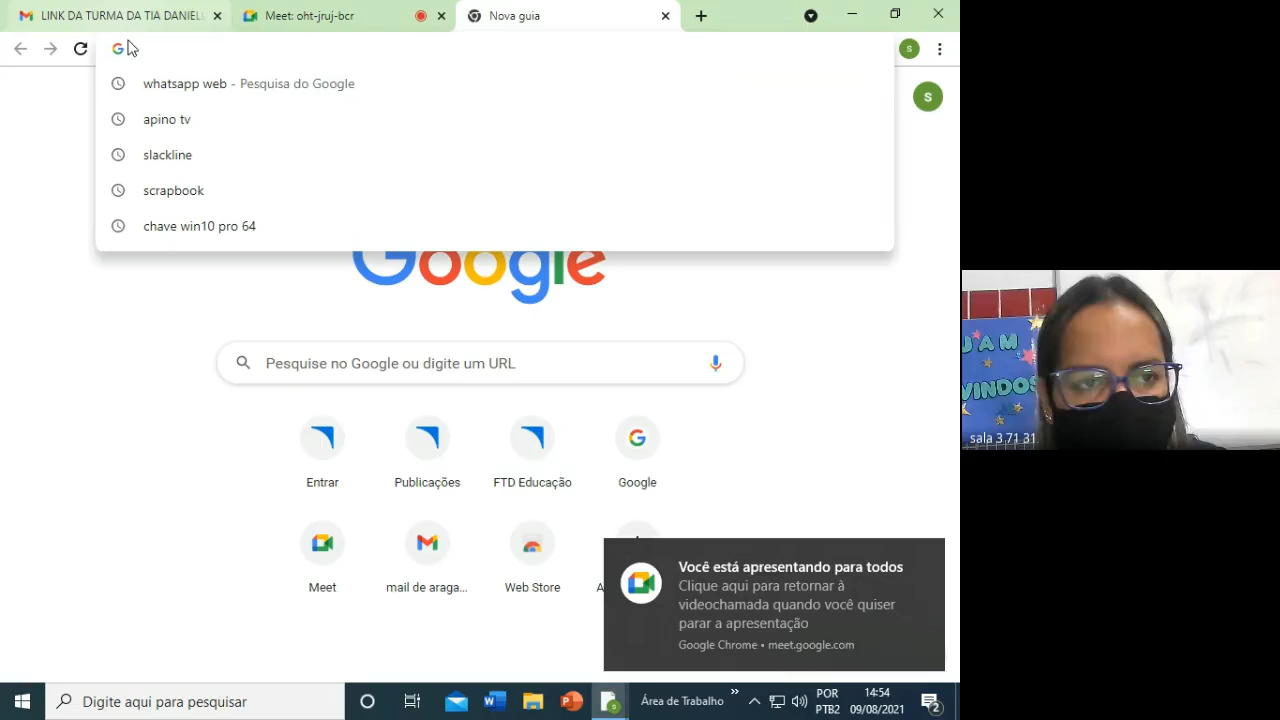 LINK DA TURMA DA TIA DANIEL
Meet: oht-jruj-bcr
Nova guia
s
whatsapp web - Pesquisa do Google
apino tv
slackline
scrapbook
chave win10 pro 64
s
Google
Pesquise no Google ou digite um URL
Entrar
Publicações
FTD Educação
Google
Meet
mail de araga...
Web Store
A
Você está apresentando para todos
Clique aqui para retornar à
videochamada quando você quiser
parar a apresentação
Google Chrome • meet.google.com
JAM
VINDOS
sala 3.71 31.
Digite aqui para pesquisar
Área de Trabalho
POR
PTB2
14:54
09/08/2021
2